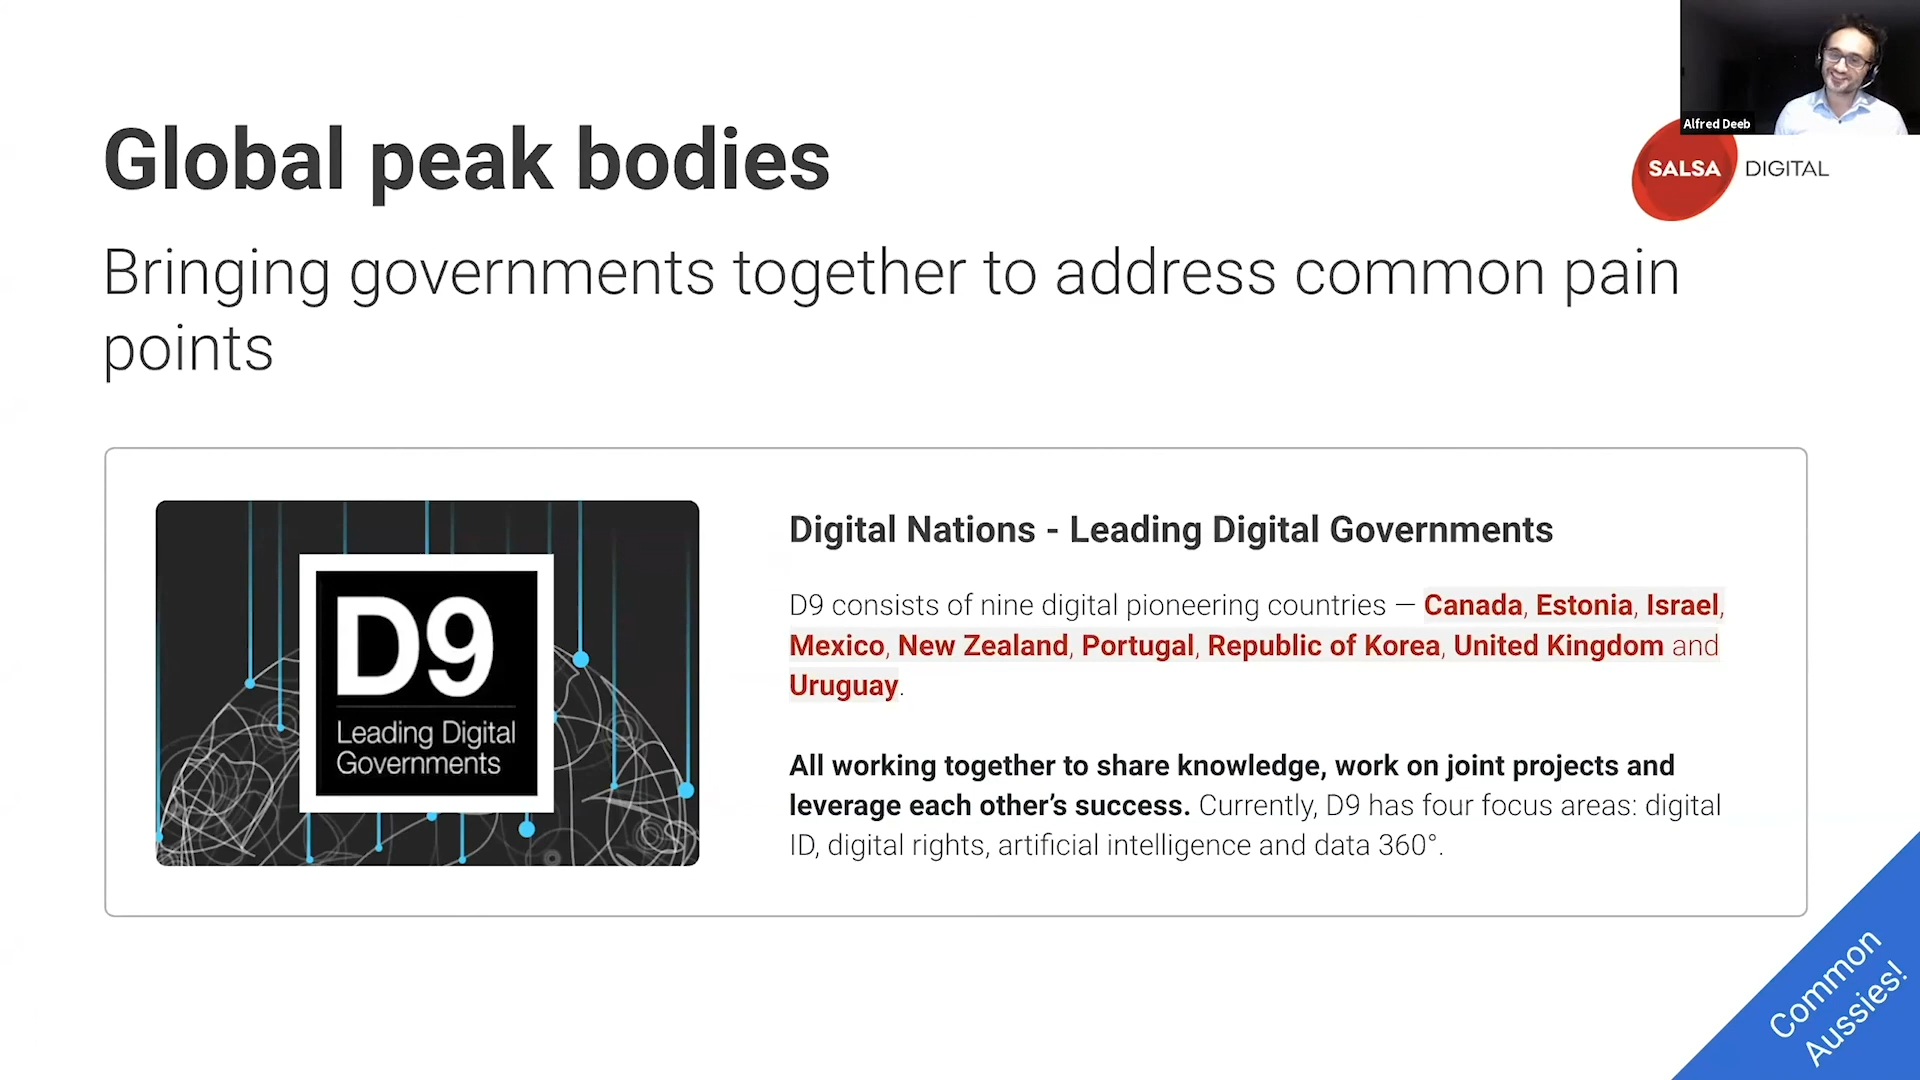 Alfred Deeb
SALSA DIGITAL
Global peak bodies
Bringing governments together to address common pain
points
D9
Leading Digital
Governments
Digital Nations - Leading Digital Governments
D9 consists of nine digital pioneering countries — Canada, Estonia, Israel,
Mexico, New Zealand, Portugal, Republic of Korea, United Kingdom and
Uruguay.
All working together to share knowledge, work on joint projects and
leverage each other’s success. Currently, D9 has four focus areas: digital
ID, digital rights, artificial intelligence and data 360°.
Common
Aussies!